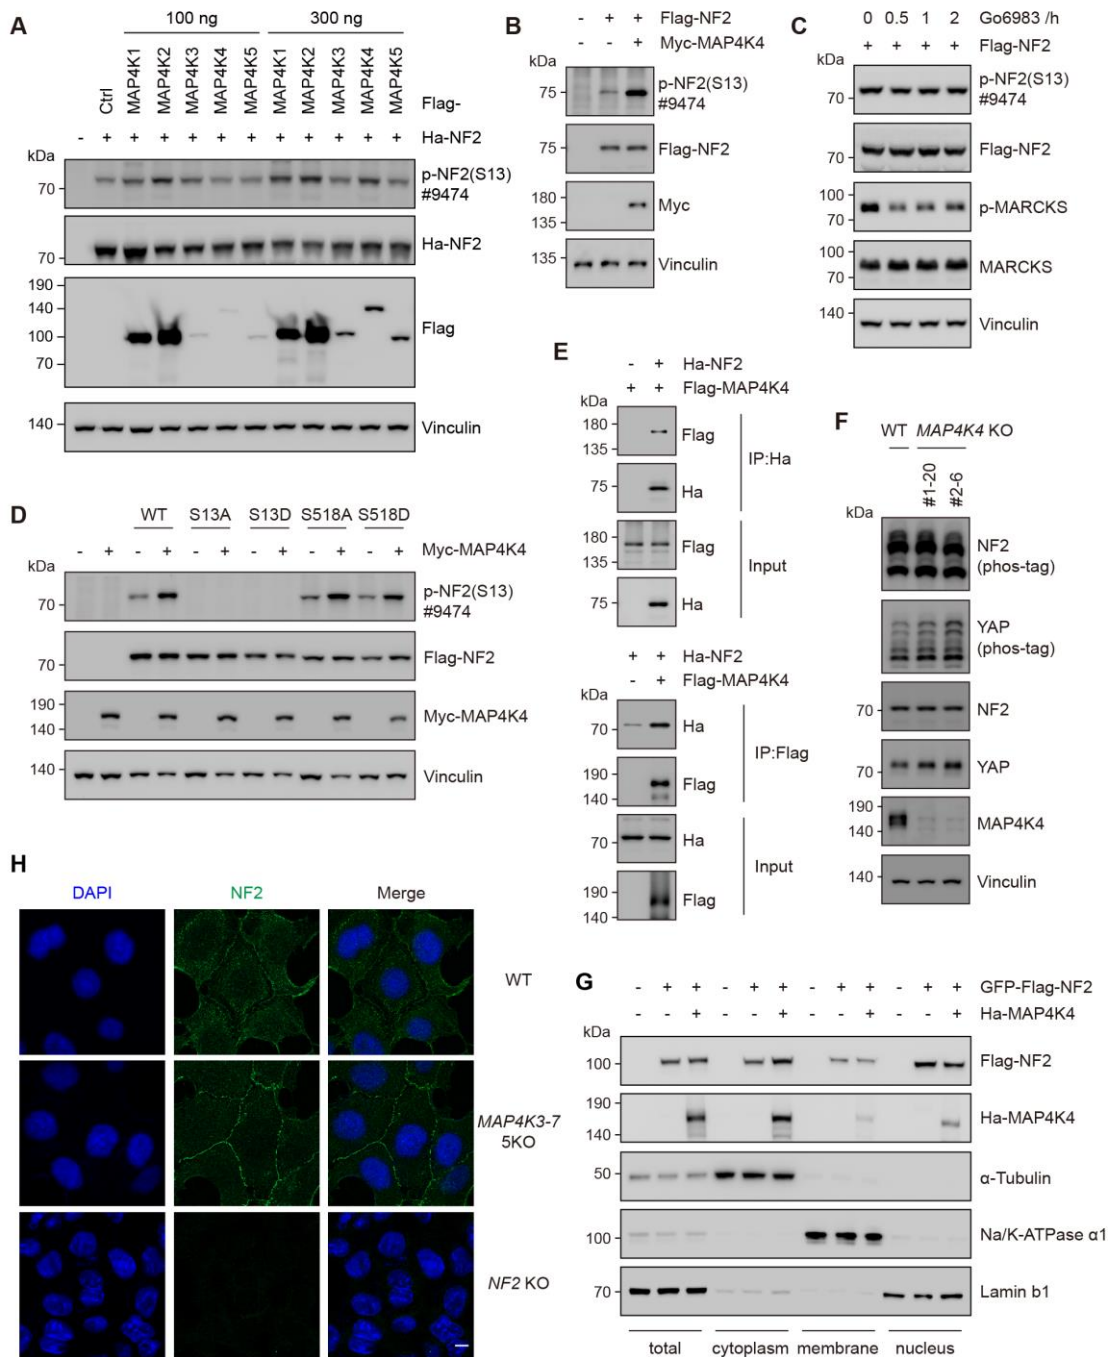 A
100 ng
300 ng
Ctrl
MAP4K1
MAP4K2
MAP4K3
MAP4K4
MAP4K5
MAP4K1
MAP4K2
MAP4K3
MAP4K4
MAP4K5
Flag-
- + + + + + + + + + + + Ha-NF2
kDa
70
p-NF2(S13)
#9474
70
Ha-NF2
190
140
100
70
Flag
140
Vinculin
B
- + + Flag-NF2
- - + Myc-MAP4K4
kDa
75
p-NF2(S13)
#9474
75
Flag-NF2
180
135
Myc
135
Vinculin
C
0 0.5 1 2 Go6983 /h
+ + + + Flag-NF2
kDa
70
p-NF2(S13)
#9474
70
Flag-NF2
100
70
p-MARCKS
100
70
MARCKS
140
Vinculin
D
WT S13A S13D S518A S518D
- + - + - + - + - + - + Myc-MAP4K4
kDa
70
p-NF2(S13)
#9474
70
Flag-NF2
190
140
Myc-MAP4K4
140
Vinculin
E
- + Ha-NF2
+ + Flag-MAP4K4
kDa
180
135
Flag
75
Ha
IP:Ha
180
135
Flag
75
Ha
Input
+ + Ha-NF2
- + Flag-MAP4K4
kDa
70
Ha
190
140
Flag
IP:Flag
70
Ha
190
140
Flag
Input
F
WT MAP4K4 KO
#1-20
#2-6
kDa
NF2
(phos-tag)
YAP
(phos-tag)
70
NF2
70
YAP
190
140
MAP4K4
140
Vinculin
H
DAPI NF2 Merge
WT
MAP4K3-7
5KO
NF2 KO
G
- + + - + + - + + - + + GFP-Flag-NF2
- - + - - + - - + - - + Ha-MAP4K4
kDa
100
Flag-NF2
190
140
Ha-MAP4K4
50
α-Tubulin
100
Na/K-ATPase α1
70
Lamin b1
total cytoplasm membrane nucleus